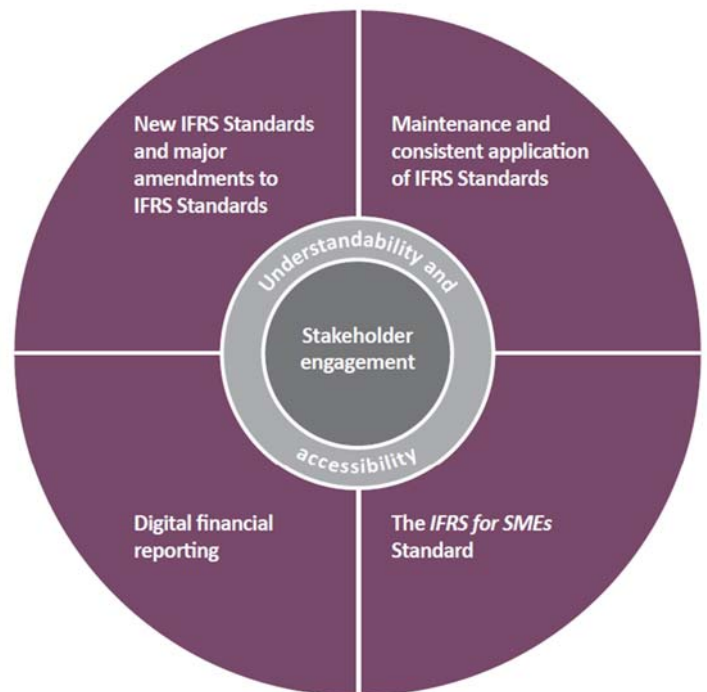 New IFRS Standards
and major
amendments to
IFRS Standards
Maintenance and
consistent application
of IFRS Standards
Understandability and
Stakeholder
engagement
accessibility
Digital financial
reporting
The IFRS for SMEs
Standard